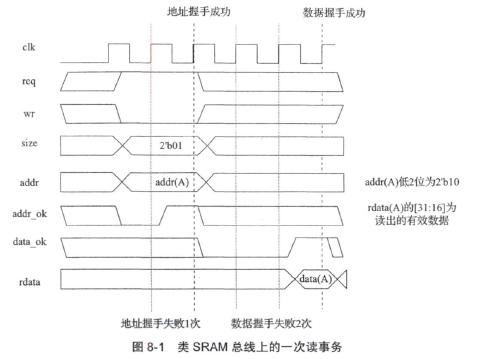 地址握手成功
数据握手成功
clk
req
wr
size
2'b01
addr
addr(A)
addr(A)低2位为2'b10
addr_ok
rdata(A)的[31:16]为
读出的有效数据
data_ok
rdata
data(A)
地址握手失败1次
数据握手失败2次
图 8-1 类 SRAM 总线上的一次读事务